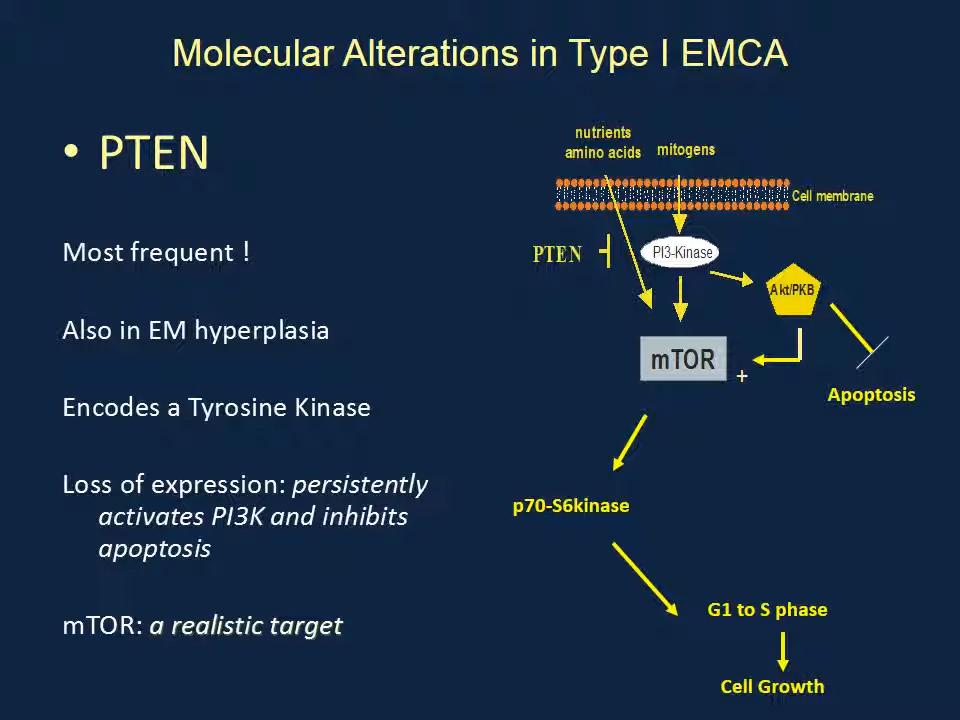 Molecular Alterations in Type I EMCA
• PTEN
Most frequent !
Also in EM hyperplasia
Encodes a Tyrosine Kinase
Loss of expression: persistently
activates PI3K and inhibits
apoptosis
mTOR: a realistic target
nutrients
amino acids
mitogens
Cell membrane
PTEN
PI3-Kinase
Akt/PKB
mTOR
+
Apoptosis
p70-S6kinase
G1 to S phase
Cell Growth